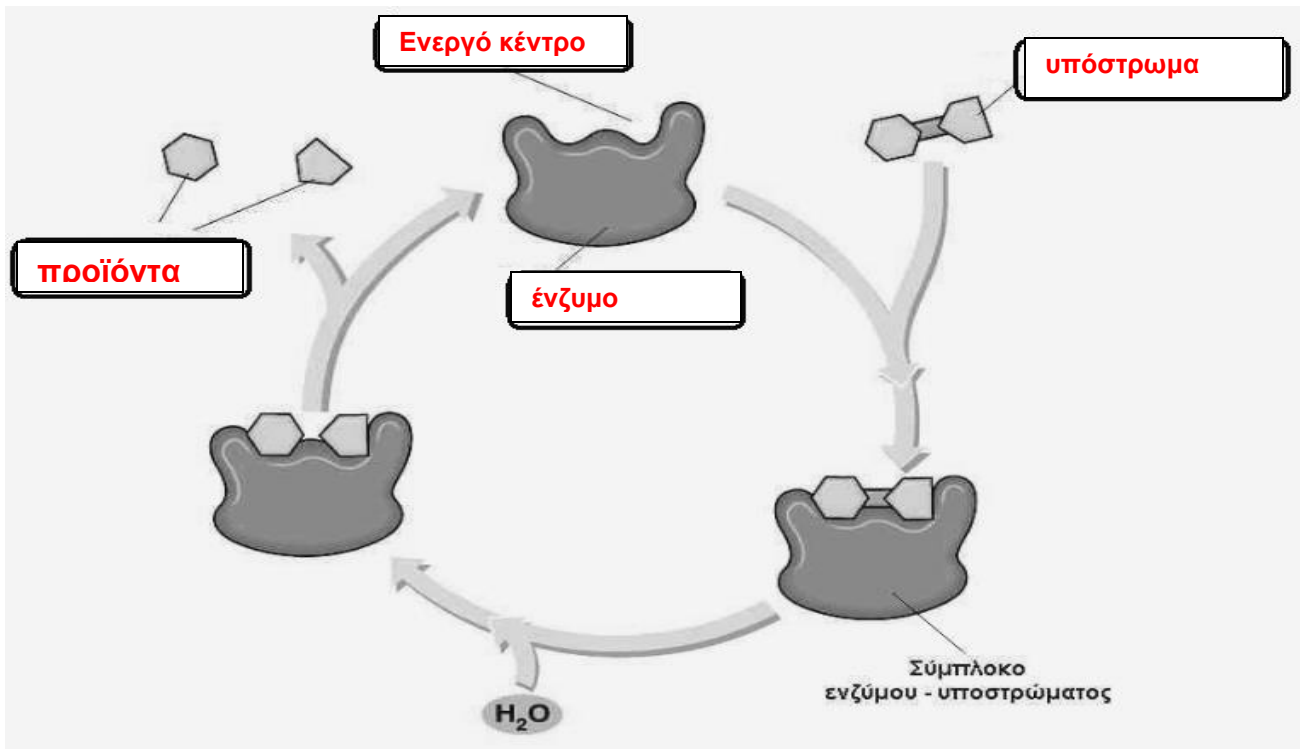 Ενεργό κέντρο
υπόστρωμα
προϊόντα
ένζυμο
Σύμπλοκο
ενζύμου - υποστρώματος
H₂O